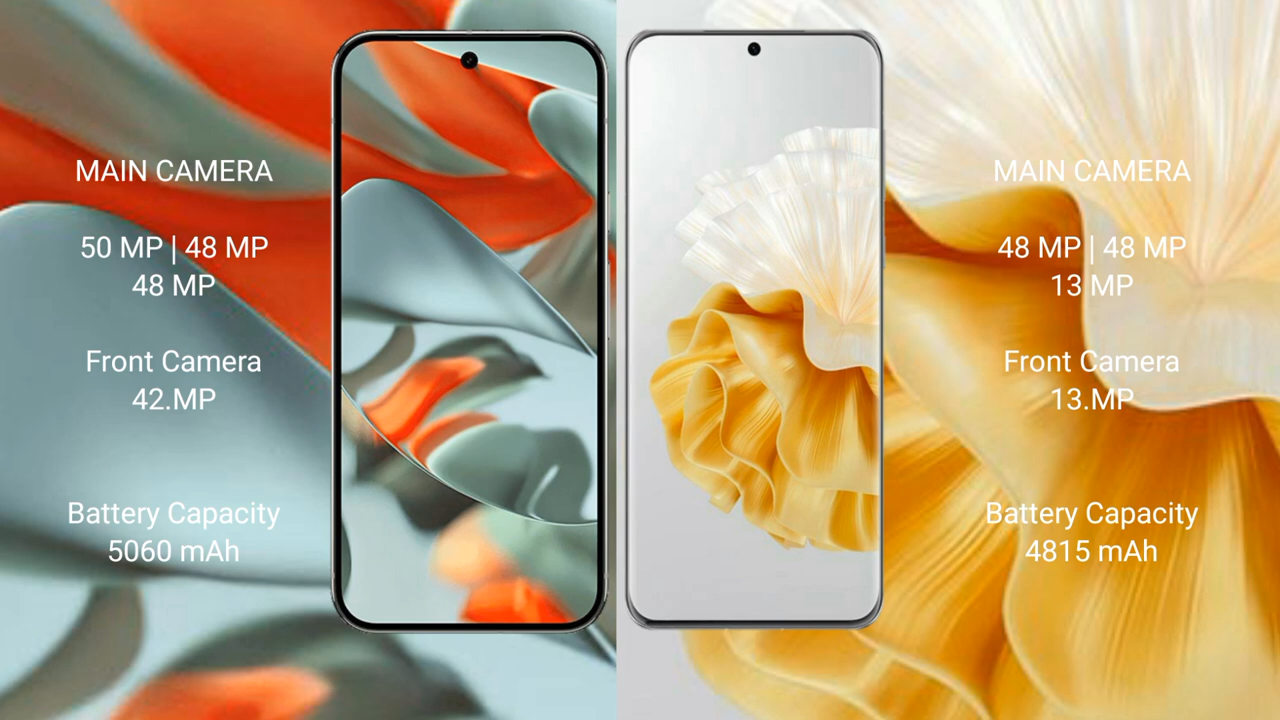 MAIN CAMERA
50 MP | 48 MP
48 MP
Front Camera
42.MP
Battery Capacity
5060 mAh
MAIN CAMERA
48 MP | 48 MP
13 MP
Front Camera
13.MP
Battery Capacity
4815 mAh